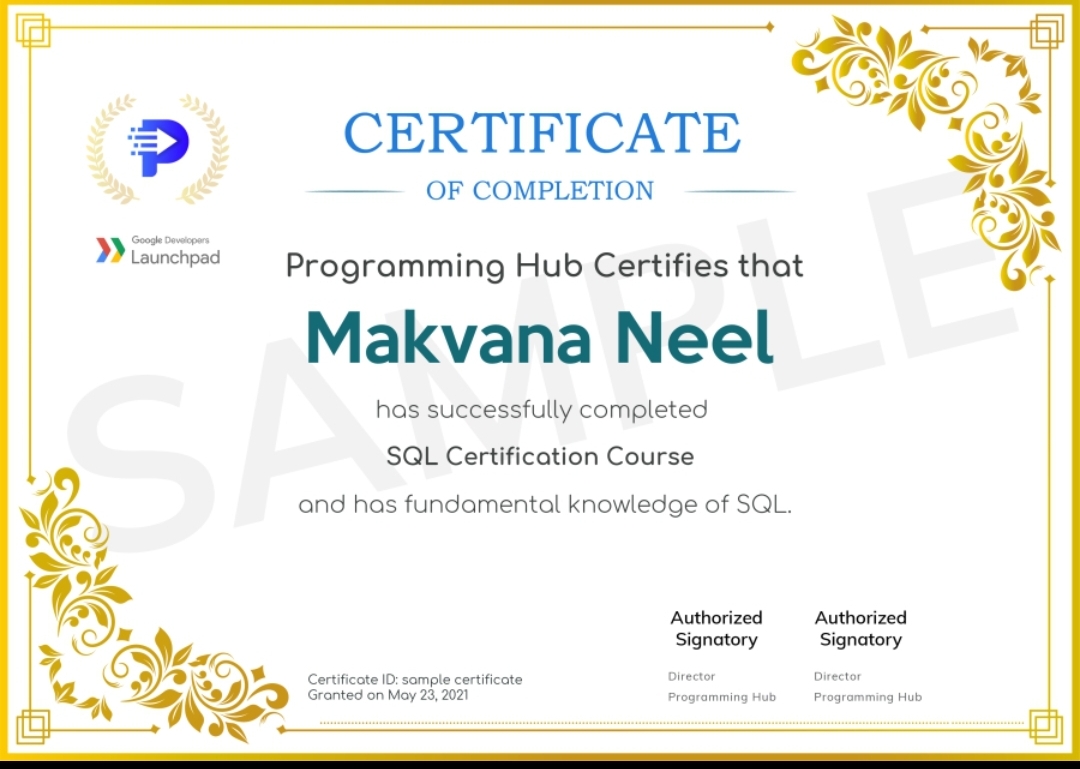 CERTIFICATE
OF COMPLETION
Google Developers
Launchpad
Programming Hub Certifies that
Makvana Neel
has successfully completed
SQL Certification Course
and has fundamental knowledge of SQL.
SAMPLE
Authorized Signatory
Authorized Signatory
Director
Programming Hub
Director
Programming Hub
Certificate ID: sample certificate
Granted on May 23, 2021